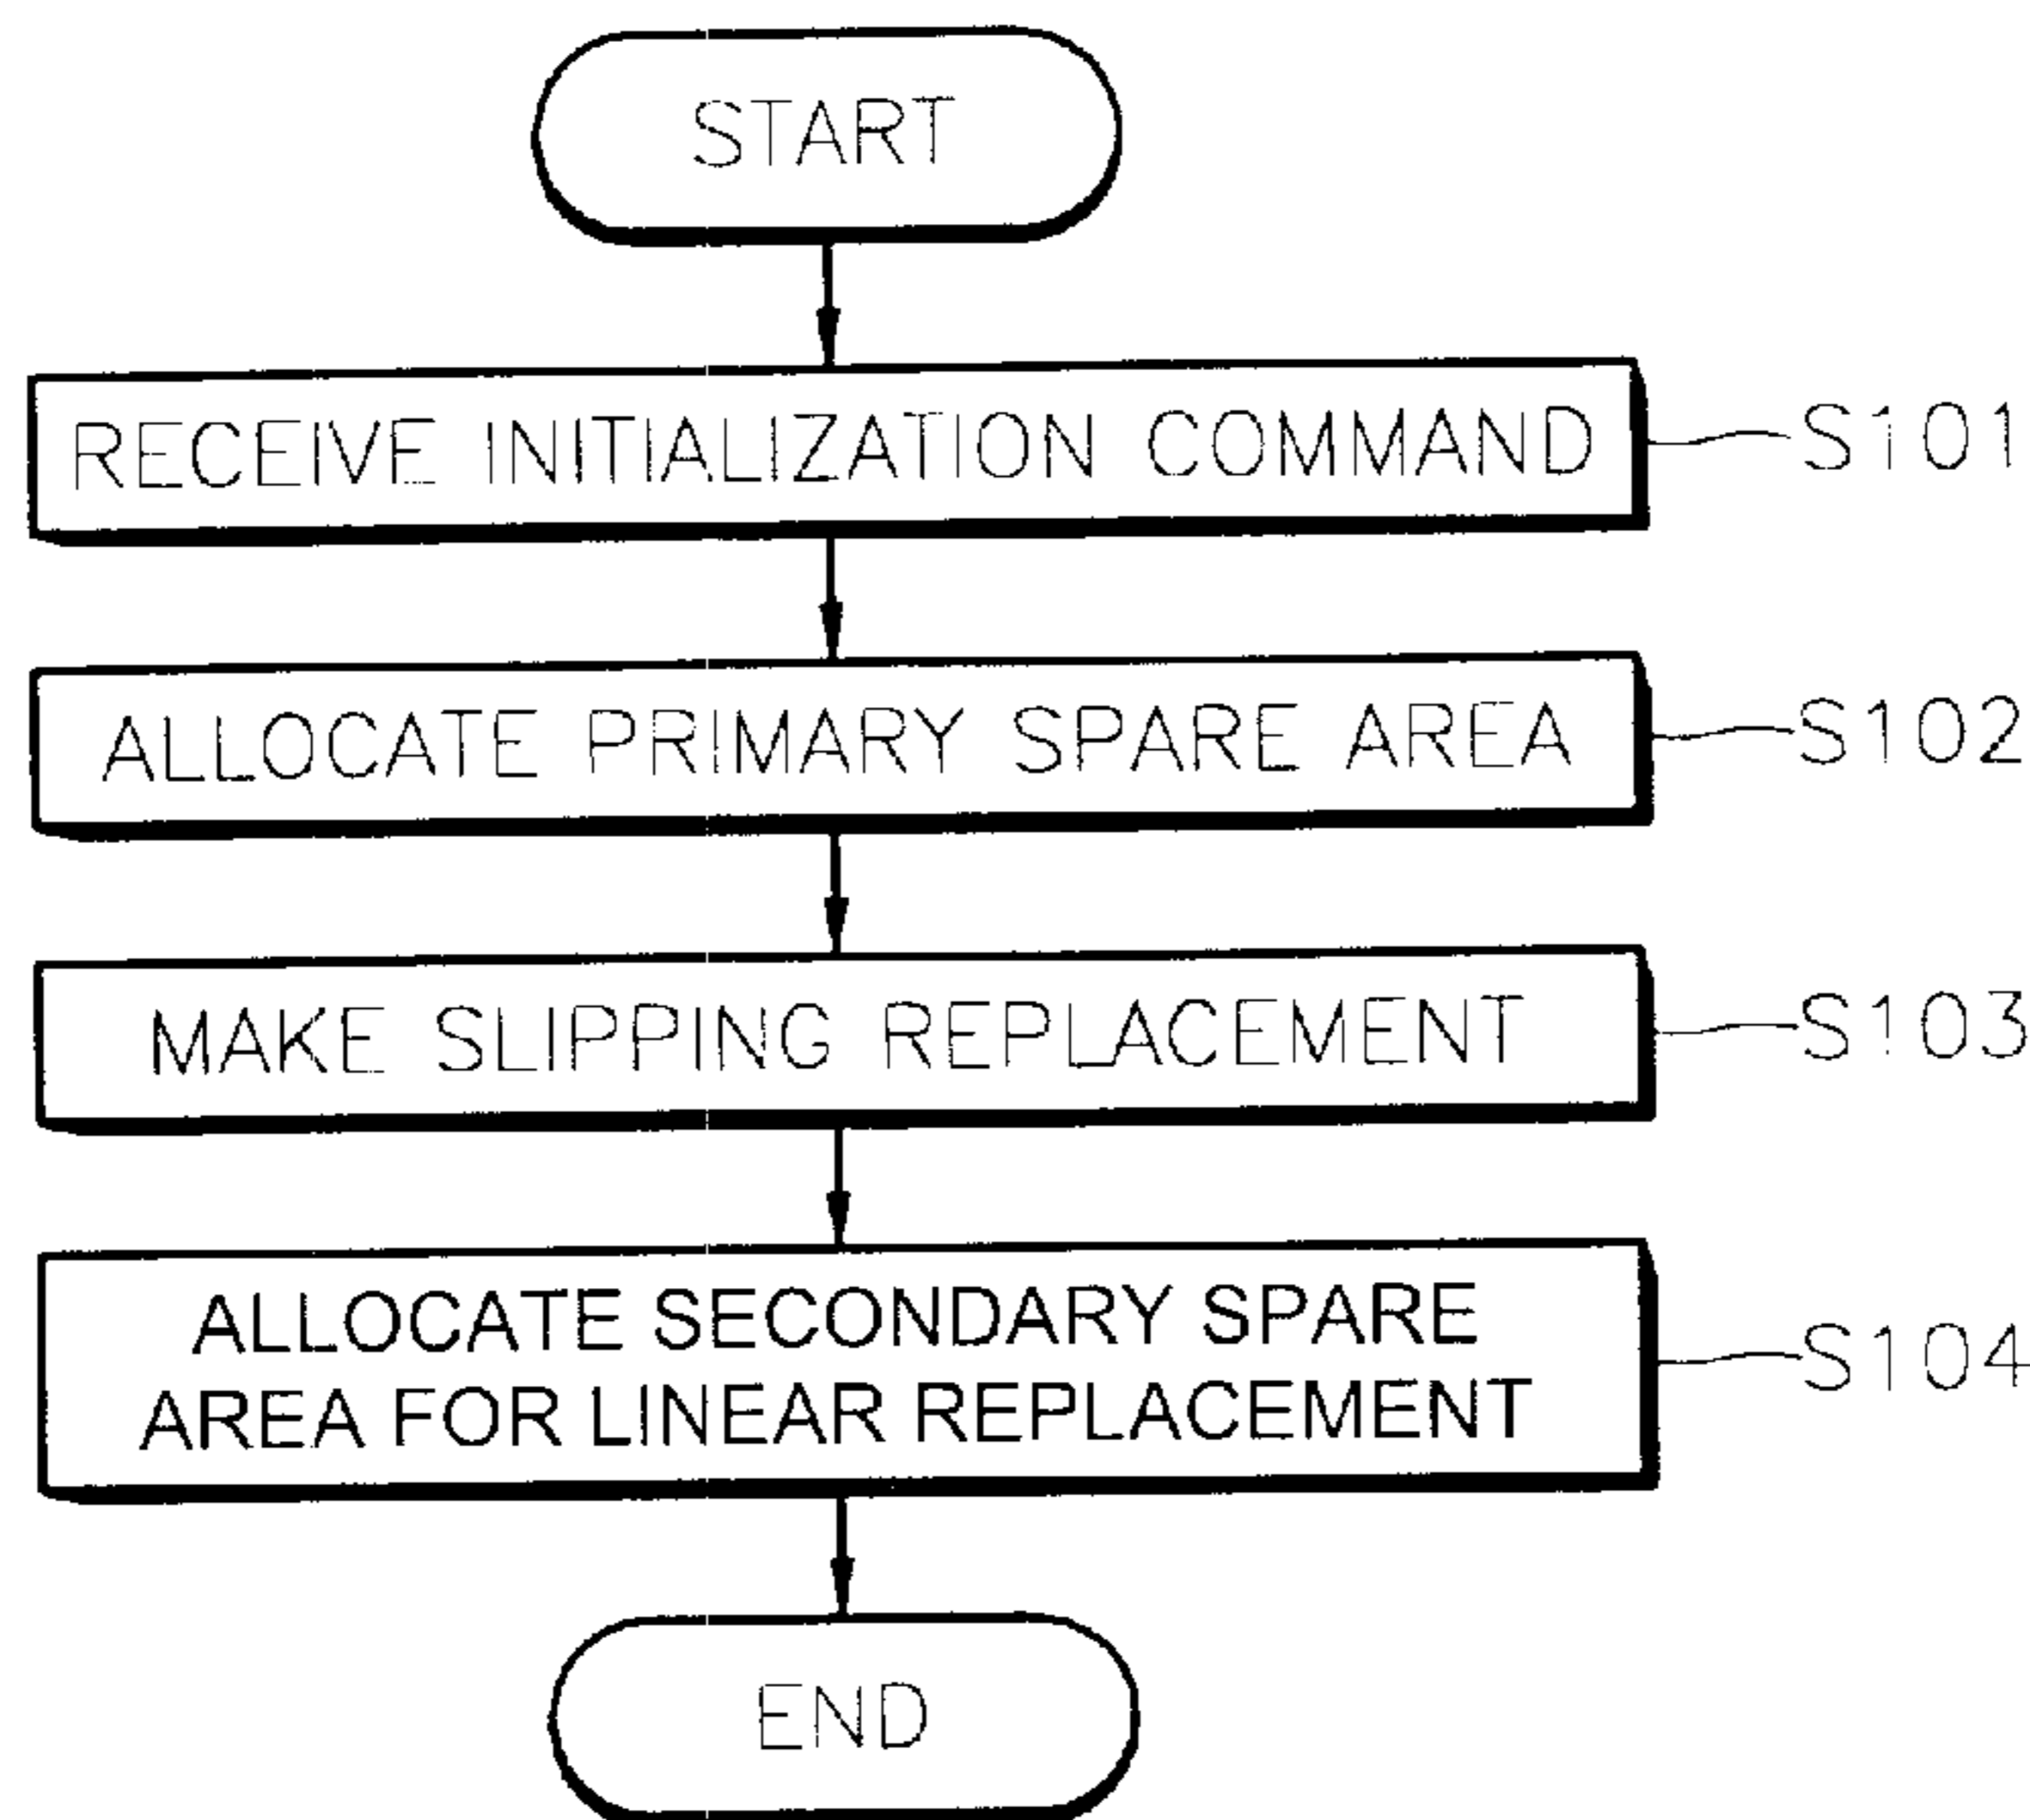 START
RECEIVE INITIALIZATION COMMAND
S101
ALLOCATE PRIMARY SPARE AREA
S102
MAKE SLIPPING REPLACEMENT
S103
ALLOCATE SECONDARY SPARE
AREA FOR LINEAR REPLACEMENT
S104
END